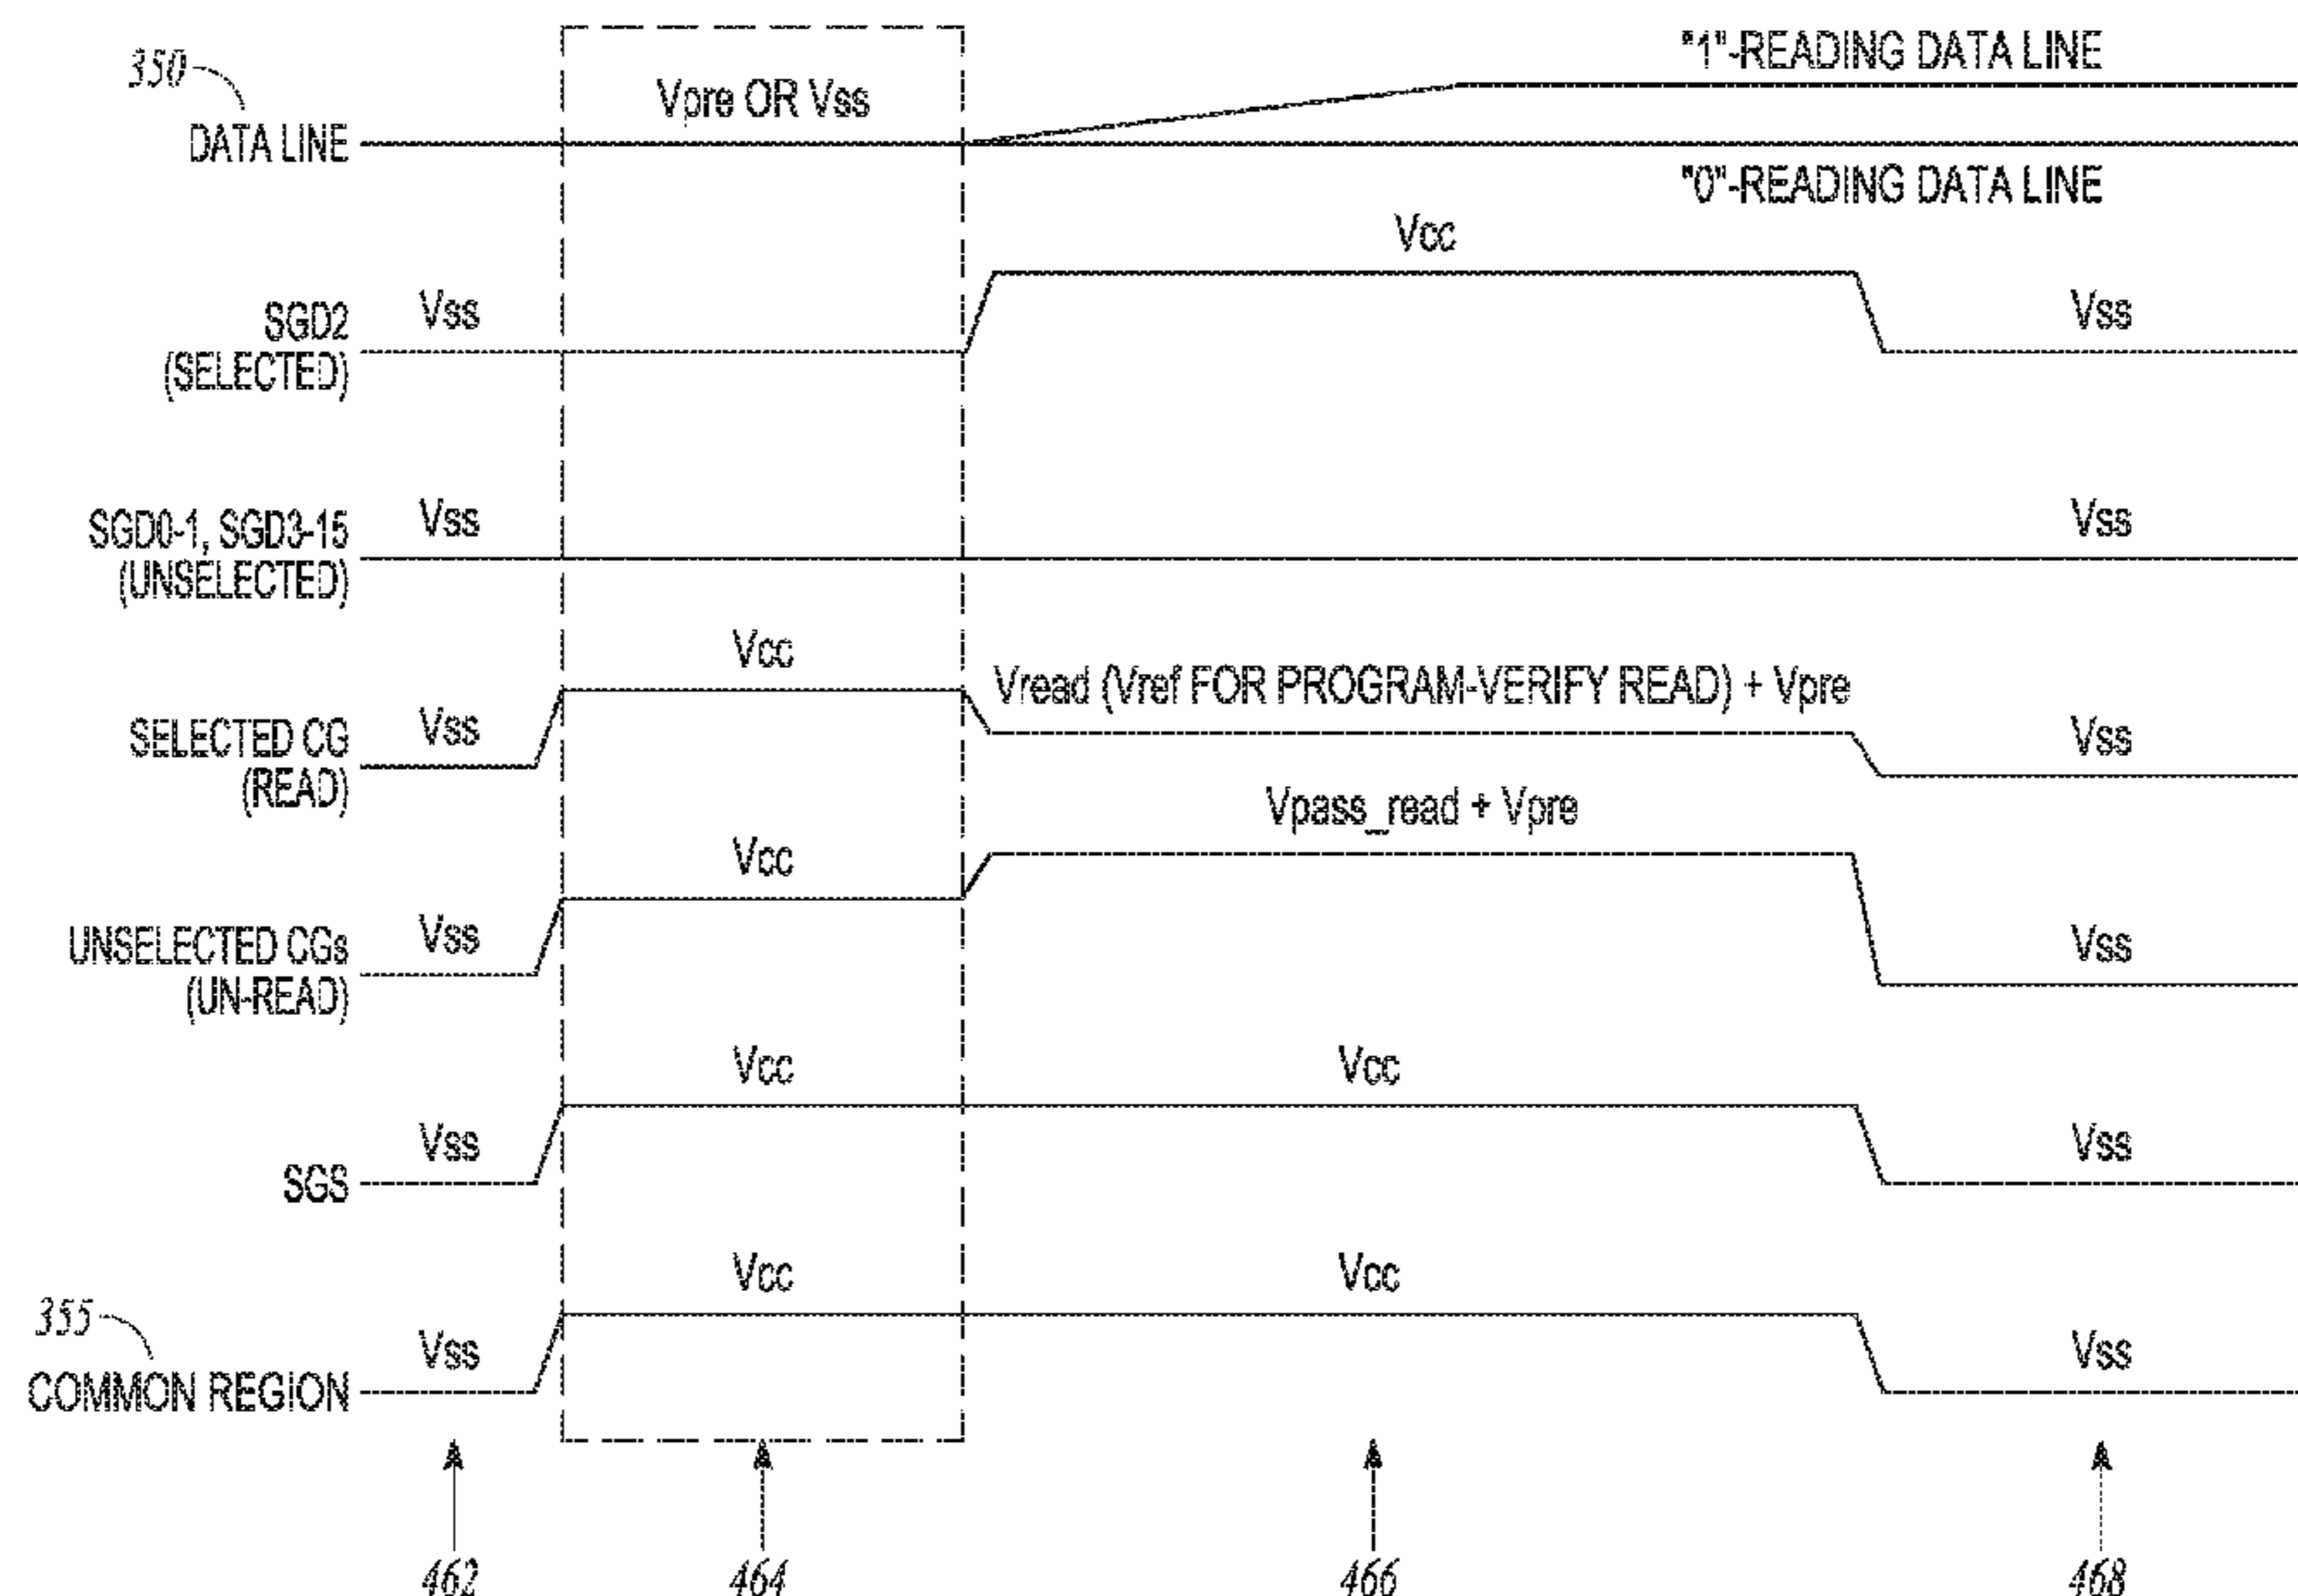 350
DATA LINE
Vpre OR Vss
"1"-READING DATA LINE
"0"-READING DATA LINE
SGD2
(SELECTED)
Vss
Vcc
Vss
SGD0-1, SGD3-15
(UNSELECTED)
Vss
Vss
SELECTED CG
(READ)
Vss
Vcc
Vread (Vref FOR PROGRAM-VERIFY READ) + Vpre
Vss
UNSELECTED CGs
(UN-READ)
Vss
Vcc
Vpass_read + Vpre
Vss
SGS
Vss
Vcc
Vcc
Vss
355
COMMON REGION
Vss
Vcc
Vcc
Vss
462
464
466
468